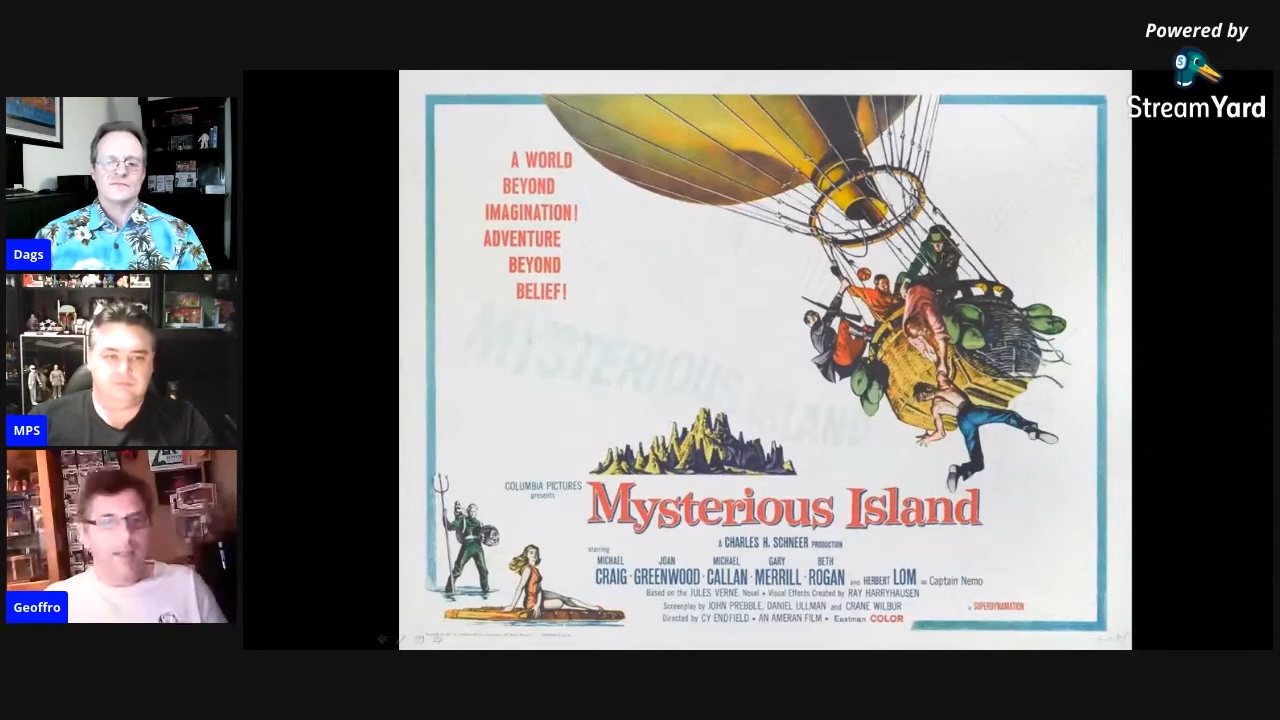 Powered by
StreamYard
Dags
MPS
Geoffro
A WORLD
BEYOND
IMAGINATION!
ADVENTURE
BEYOND
BELIEF!
MYSTERIOUS ISLAND
COLUMBIA PICTURES
presents
Mysterious Island
A CHARLES H. SCHNEER PRODUCTION
starring
MICHAEL CRAIG · JOAN GREENWOOD · MICHAEL CALLAN · GARY MERRILL · BETH ROGAN and HERBERT LOM as Captain Nemo
Based on the JULES VERNE Novel • Visual Effects Created by RAY HARRYHAUSEN
Screenplay by JOHN PREBBLE, DANIEL ULLMAN and CRANE WILBUR
in SUPERDYNAMATION
Directed by CY ENDFIELD • AN AMERAN FILM • Eastman COLOR